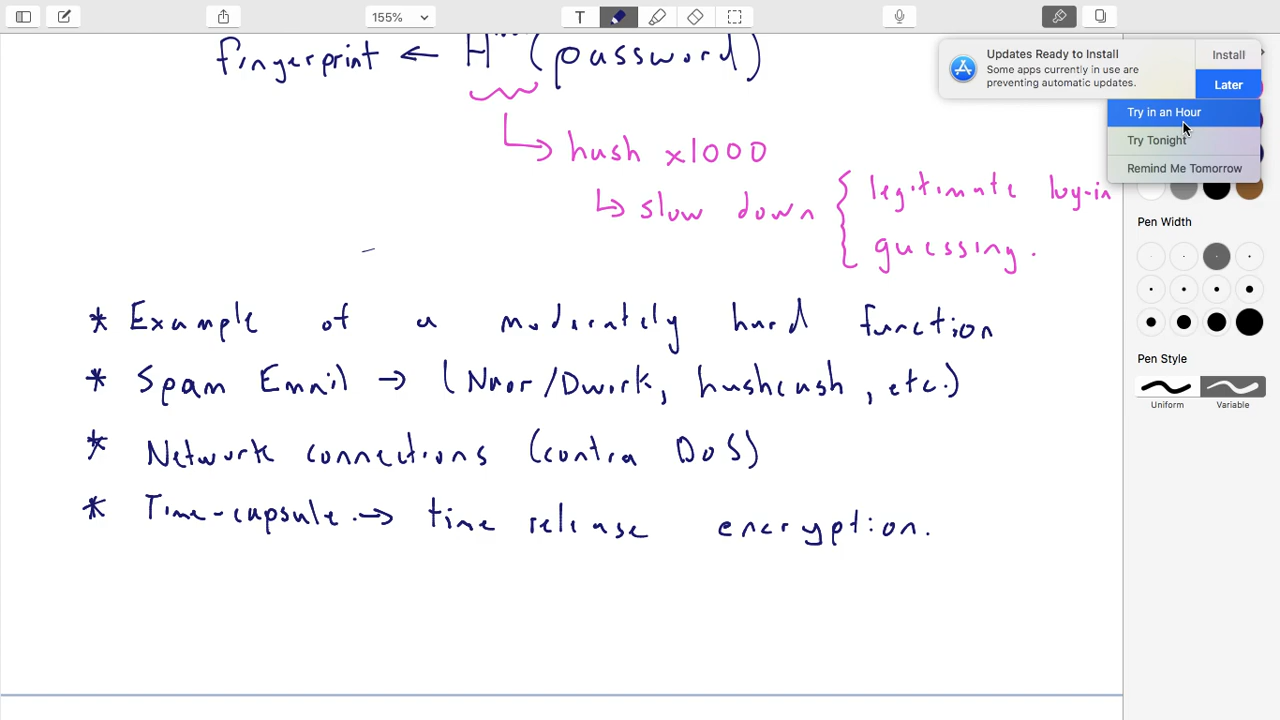 155%
T
Updates Ready to Install
Some apps currently in use are
preventing automatic updates.
Install
Later
Try in an Hour
Try Tonight
Remind Me Tomorrow
fingerprint ← (password)
↳ hash x1000
↳ slow down { legitimate log-in
guessing.
* Example of a moderately hard function
* Spam Email → (Naor/Dwork, hashcash, etc.)
* Network connections (contra DoS)
* Time-capsule → time release encryption.
Pen Width
Pen Style
Uniform
Variable